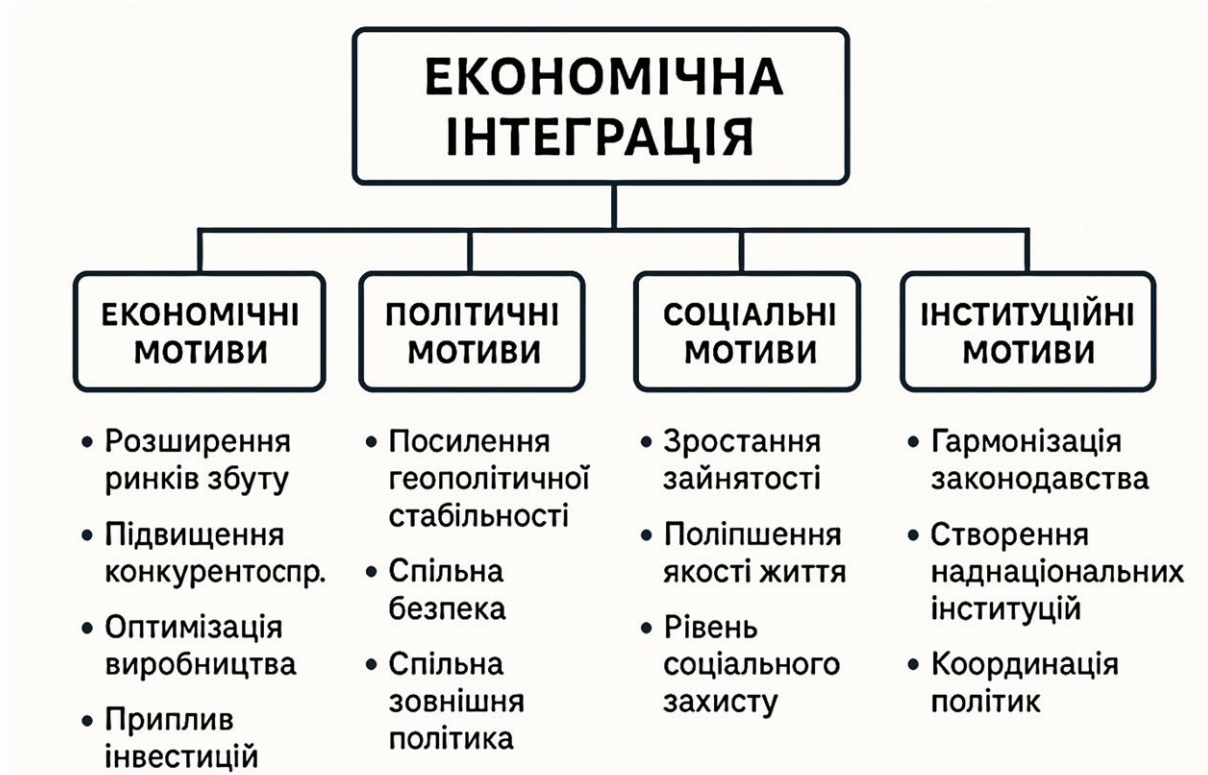 ЕКОНОМІЧНА
ІНТЕГРАЦІЯ
ЕКОНОМІЧНІ
МОТИВИ
• Розширення
ринків збуту
• Підвищення
конкурентоспр.
• Оптимізація
виробництва
• Приплив
інвестицій
ПОЛІТИЧНІ
МОТИВИ
• Посилення
геополітичної
стабільності
• Спільна
безпека
• Спільна
зовнішня
політика
СОЦІАЛЬНІ
МОТИВИ
• Зростання
зайнятості
• Поліпшення
якості життя
• Рівень
соціального
захисту
ІНСТИТУЦІЙНІ
МОТИВИ
• Гармонізація
законодавства
• Створення
наднаціональних
інституцій
• Координація
політик